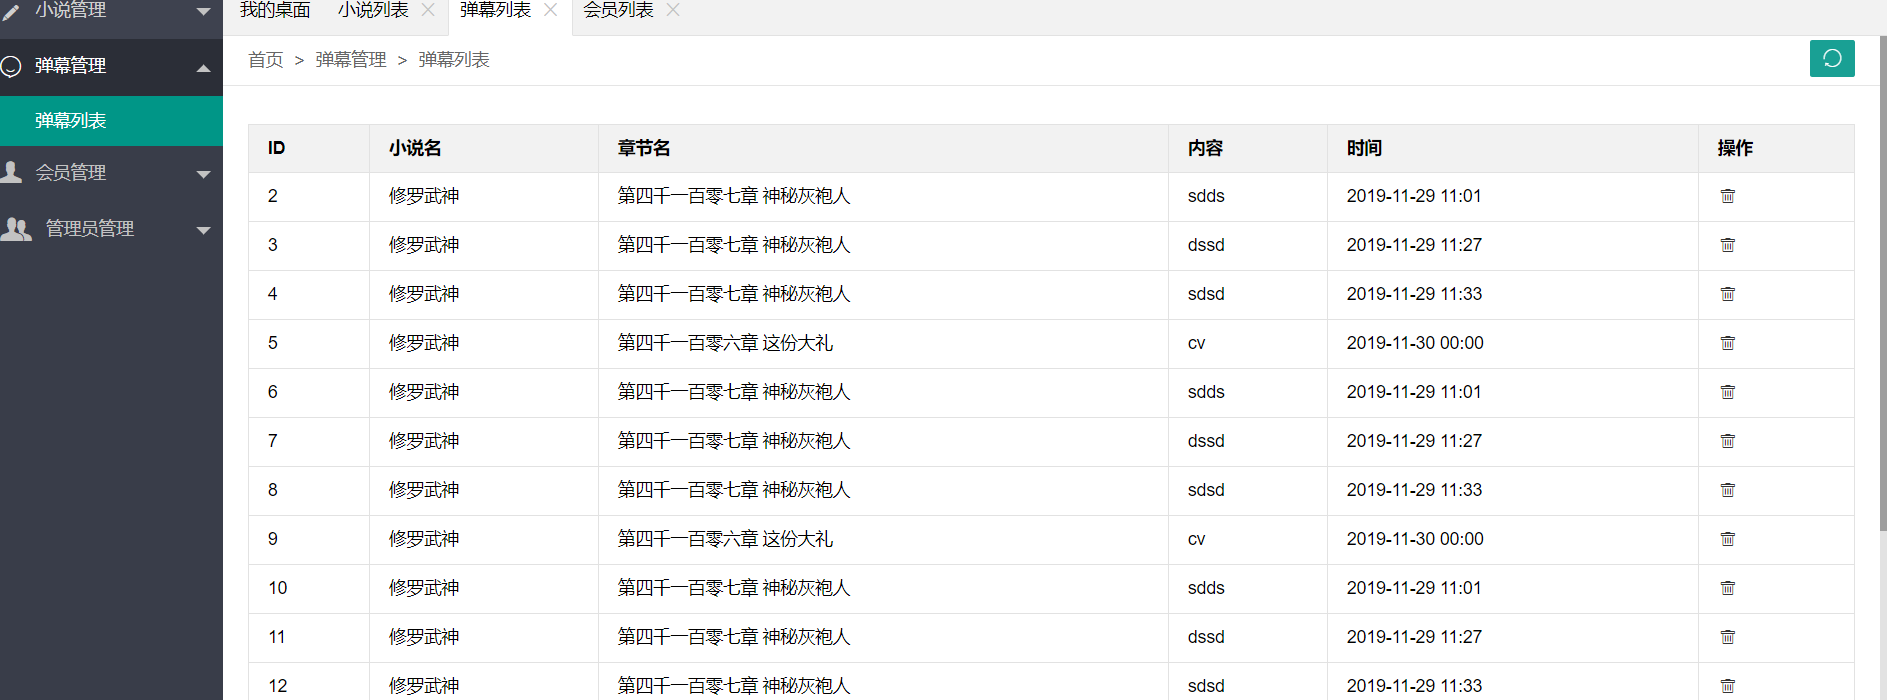 小说管理
弹幕管理
弹幕列表
会员管理
管理员管理
我的桌面 小说列表 弹幕列表 会员列表
首页 > 弹幕管理 > 弹幕列表
ID 小说名 章节名 内容 时间 操作
2 修罗武神 第四千一百零七章 神秘灰袍人 sdds 2019-11-29 11:01
3 修罗武神 第四千一百零七章 神秘灰袍人 dssd 2019-11-29 11:27
4 修罗武神 第四千一百零七章 神秘灰袍人 sdsd 2019-11-29 11:33
5 修罗武神 第四千一百零六章 这份大礼 cv 2019-11-30 00:00
6 修罗武神 第四千一百零七章 神秘灰袍人 sdds 2019-11-29 11:01
7 修罗武神 第四千一百零七章 神秘灰袍人 dssd 2019-11-29 11:27
8 修罗武神 第四千一百零七章 神秘灰袍人 sdsd 2019-11-29 11:33
9 修罗武神 第四千一百零六章 这份大礼 cv 2019-11-30 00:00
10 修罗武神 第四千一百零七章 神秘灰袍人 sdds 2019-11-29 11:01
11 修罗武神 第四千一百零七章 神秘灰袍人 dssd 2019-11-29 11:27
12 修罗武神 第四千一百零七章 神秘灰袍人 sdsd 2019-11-29 11:33